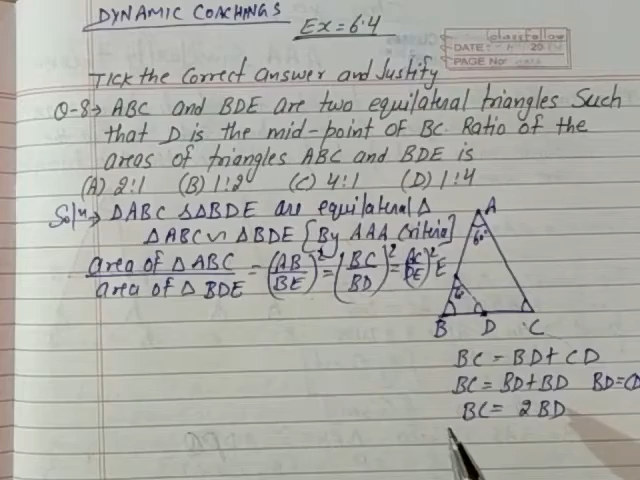 DYNAMIC COACHINGS
Ex = 6.4
classfellow
DATE: 20
PAGE No:
Tick the Correct answer and Justify
Q-8→ ABC and BDE are two equilateral triangles Such
that D is the mid-point of BC. Ratio of the
areas of triangles ABC and BDE is
(A) 2:1 (B) 1:2 (C) 4:1 (D) 1:4
Sol^n→ ΔABC & ΔBDE are equilateral Δ
ΔABC ∼ ΔBDE [By AAA Criteria]
area of ΔABC / area of ΔBDE = (AB/BE)² = (BC/BD)² = (AC/DE)²
A
60°
E
B D C
BC = BD + CD
BC = BD + BD BD = CD
BC = 2BD